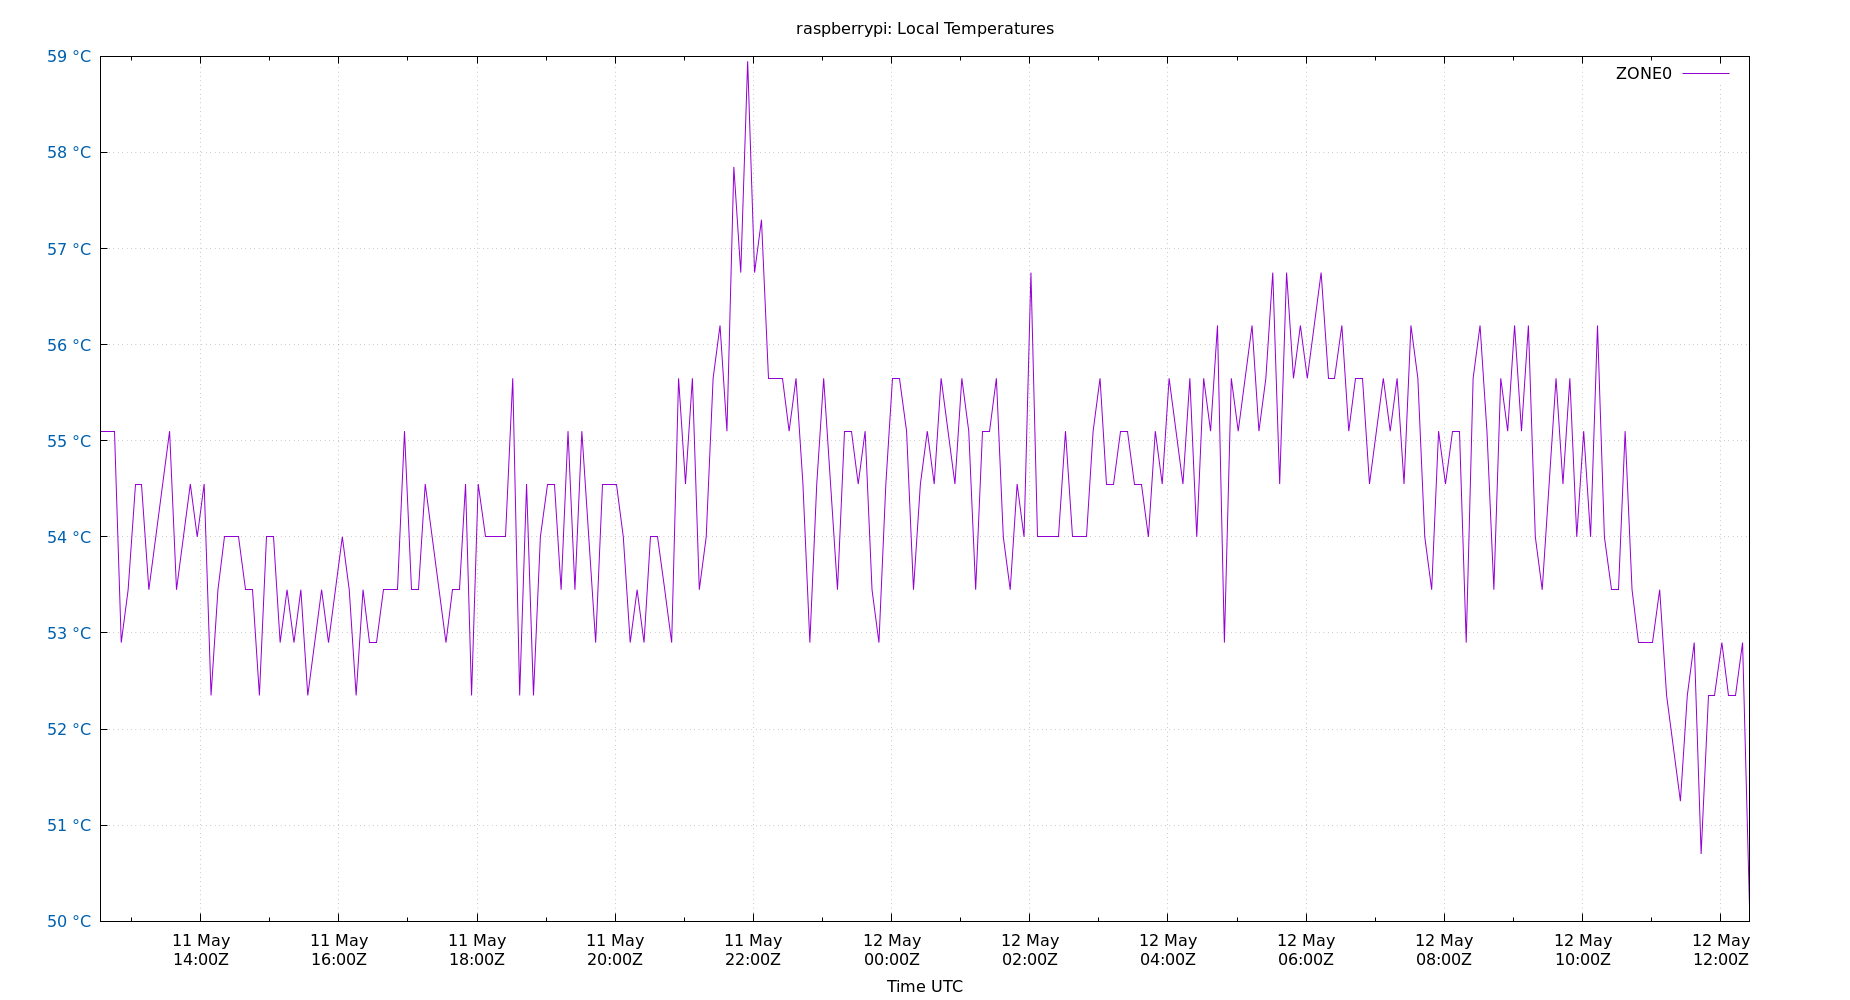 raspberrypi: Local Temperatures
ZONE0
59 °C
58 °C
57 °C
56 °C
55 °C
54 °C
53 °C
52 °C
51 °C
50 °C
11 May 11 May 11 May 11 May 11 May 12 May 12 May 12 May 12 May 12 May 12 May 12 May
14:00Z 16:00Z 18:00Z 20:00Z 22:00Z 00:00Z 02:00Z 04:00Z 06:00Z 08:00Z 10:00Z 12:00Z
Time UTC